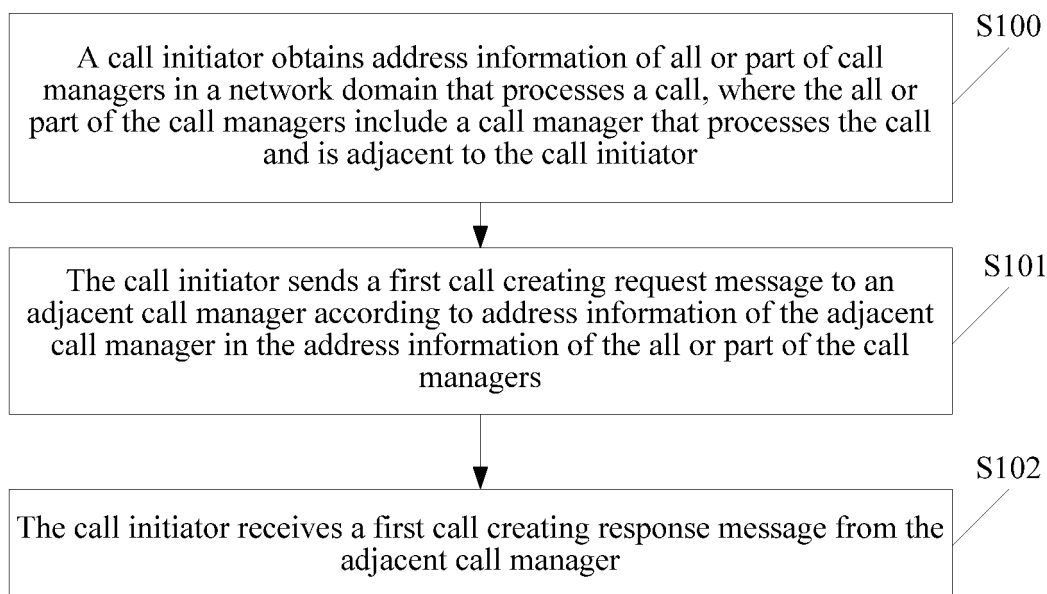 S100
A call initiator obtains address information of all or part of call
managers in a network domain that processes a call, where the all or
part of the call managers include a call manager that processes the call
and is adjacent to the call initiator
S101
The call initiator sends a first call creating request message to an
adjacent call manager according to address information of the adjacent
call manager in the address information of the all or part of the call
managers
S102
The call initiator receives a first call creating response message from the
adjacent call manager